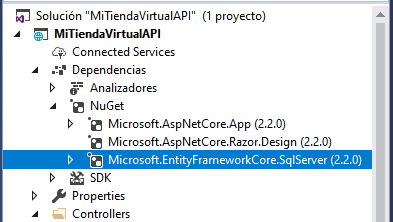 Solución "MiTiendaVirtualAPI" (1 proyecto)
MiTiendaVirtualAPI
Connected Services
Dependencias
Analizadores
NuGet
Microsoft.AspNetCore.App (2.2.0)
Microsoft.AspNetCore.Razor.Design (2.2.0)
Microsoft.EntityFrameworkCore.SqlServer (2.2.0)
SDK
Properties
Controllers